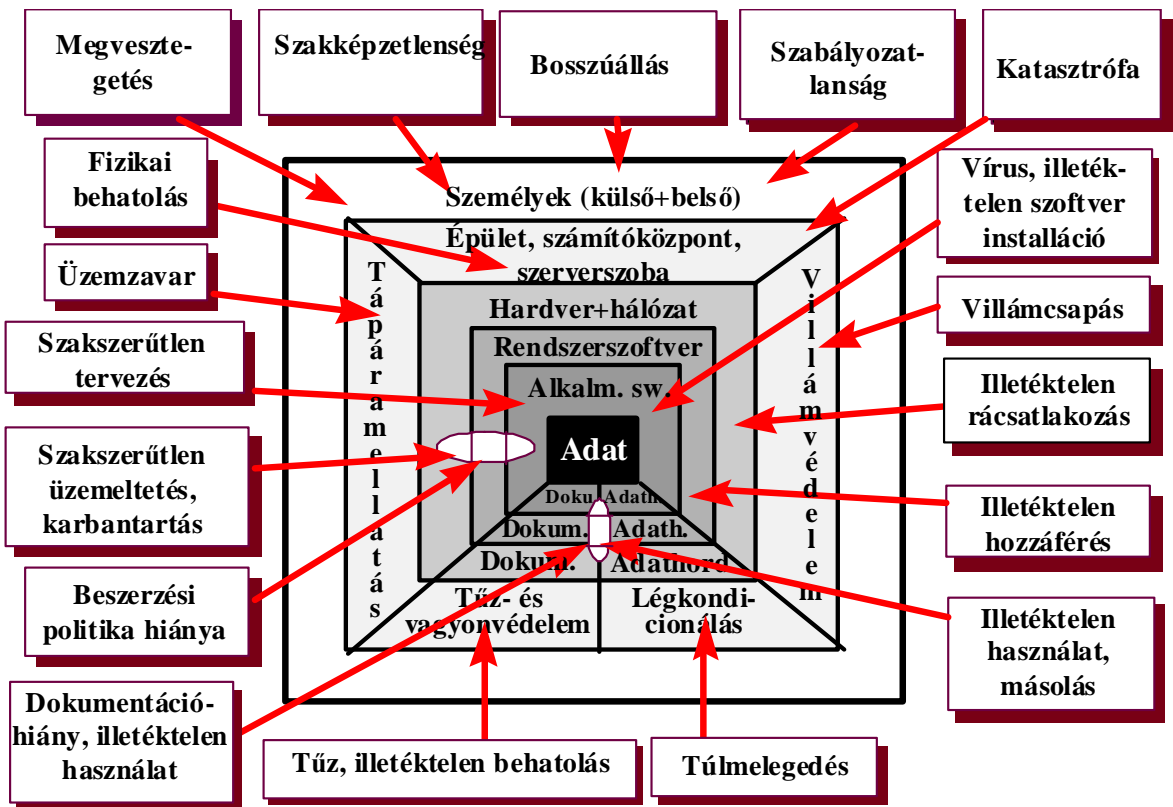 Megveszte-
getés
Szakképzetlenség
Bosszúállás
Szabályozat-
lanság
Katasztrófa
Fizikai
behatolás
Üzemzavar
Szakszerűtlen
tervezés
Szakszerűtlen
üzemeltetés,
karbantartás
Beszerzési
politika hiánya
Dokumentáció-
hiány, illetéktelen
használat
Személyek (külső+belső)
Épület, számítóközpont,
szerverszoba
Tápáramellatás
Hardver+hálózat
Rendszerszoftver
Alkalm. sw.
Adat
Doku.
Adath.
Dokum.
Adath.
Dokum.
Adathord
Tűz- és
vagyonvédelem
Légkondi-
cionálás
Villámvédelem
Vírus, illeték-
telen szoftver
installáció
Villámcsapás
Illetéktelen
rácsatlakozás
Illetéktelen
hozzáférés
Illetéktelen
használat,
másolás
Tűz, illetéktelen behatolás
Túlmelegedés